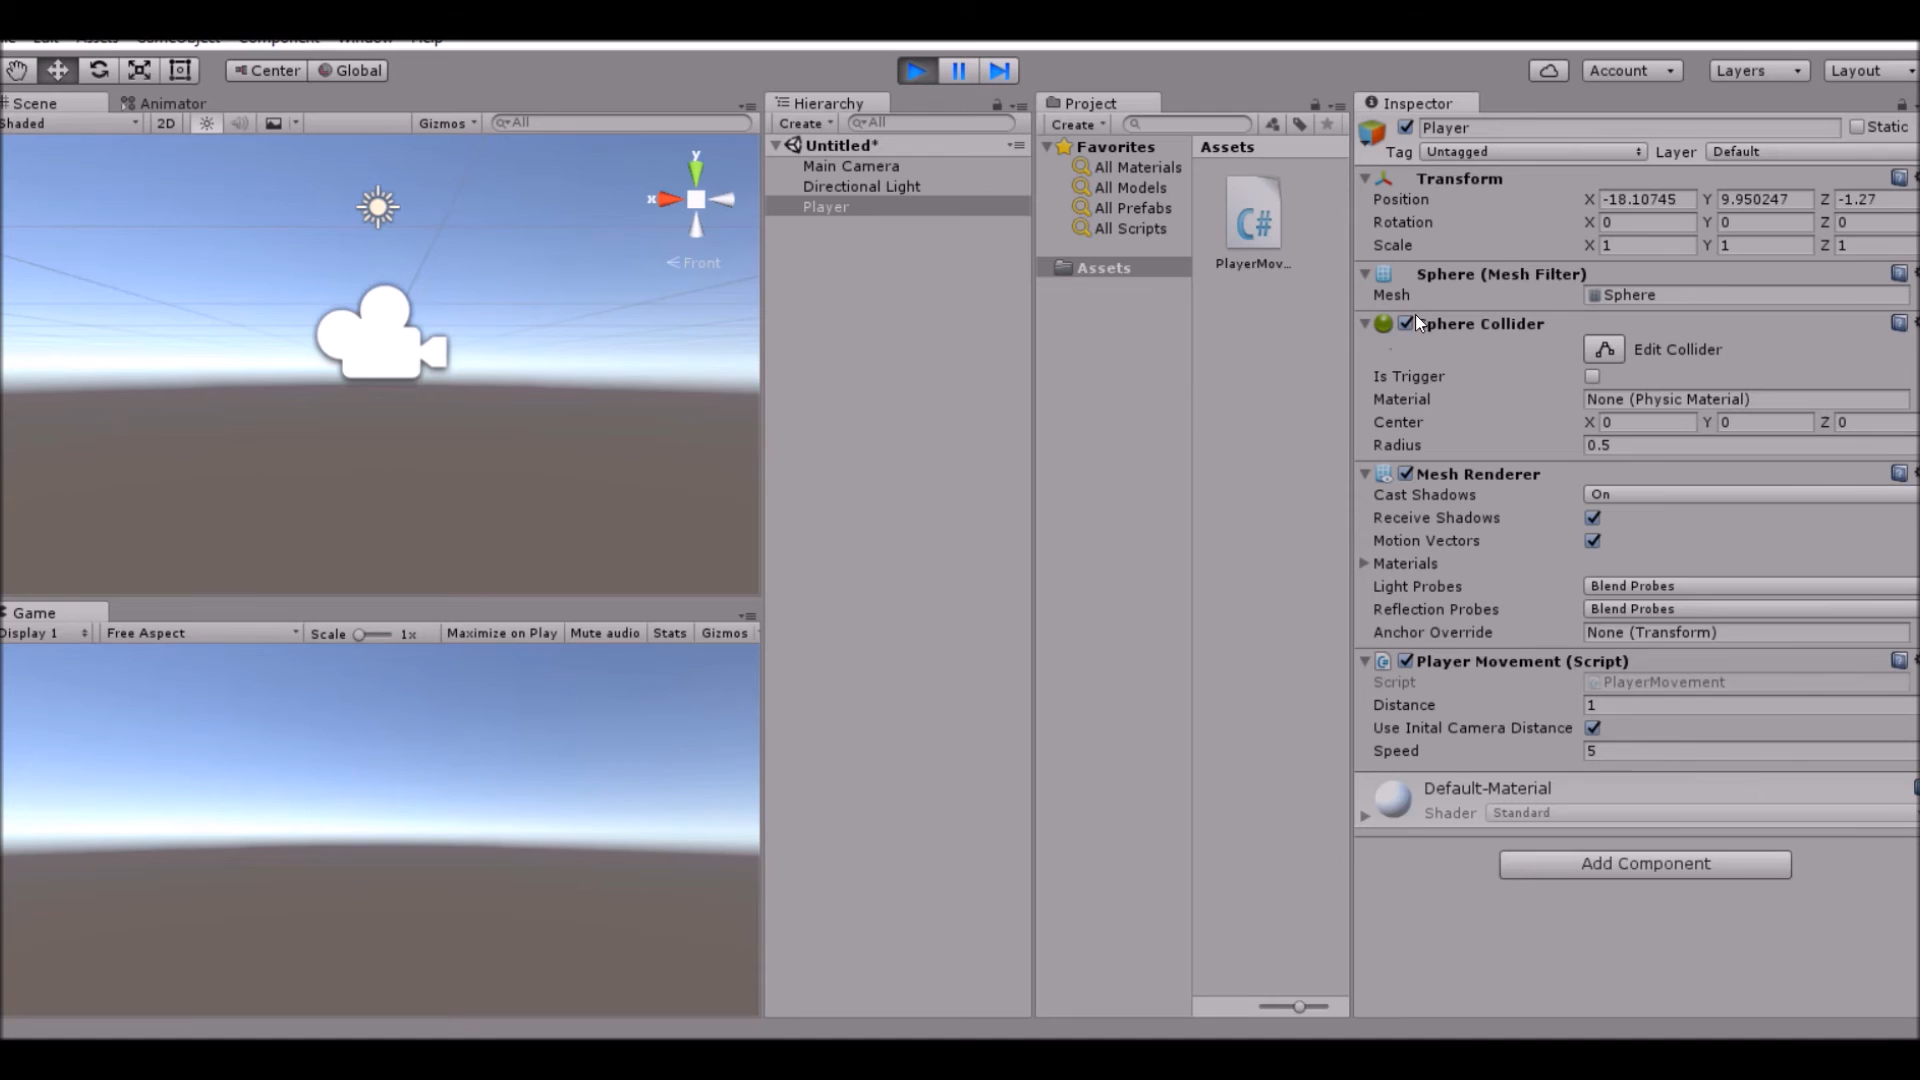 Edit Assets GameObject Component Window Help
Center Global Account Layers Layout
Scene Animator
Shaded 2D Gizmos All
y
x
Front
Game
Display 1 Free Aspect Scale 1x Maximize on Play Mute audio Stats Gizmos
Hierarchy
Create All
Untitled*
Main Camera
Directional Light
Player
Project
Create
Favorites
All Materials
All Models
All Prefabs
All Scripts
Assets
Assets
C#
PlayerMov...
Inspector
Player Static
Tag Untagged Layer Default
Transform
Position X -18.10745 Y 9.950247 Z -1.27
Rotation X 0 Y 0 Z 0
Scale X 1 Y 1 Z 1
Sphere (Mesh Filter)
Mesh Sphere
Sphere Collider
Edit Collider
Is Trigger
Material None (Physic Material)
Center X 0 Y 0 Z 0
Radius 0.5
Mesh Renderer
Cast Shadows On
Receive Shadows
Motion Vectors
Materials
Light Probes Blend Probes
Reflection Probes Blend Probes
Anchor Override None (Transform)
Player Movement (Script)
Script PlayerMovement
Distance 1
Use Inital Camera Distance
Speed 5
Default-Material
Shader Standard
Add Component